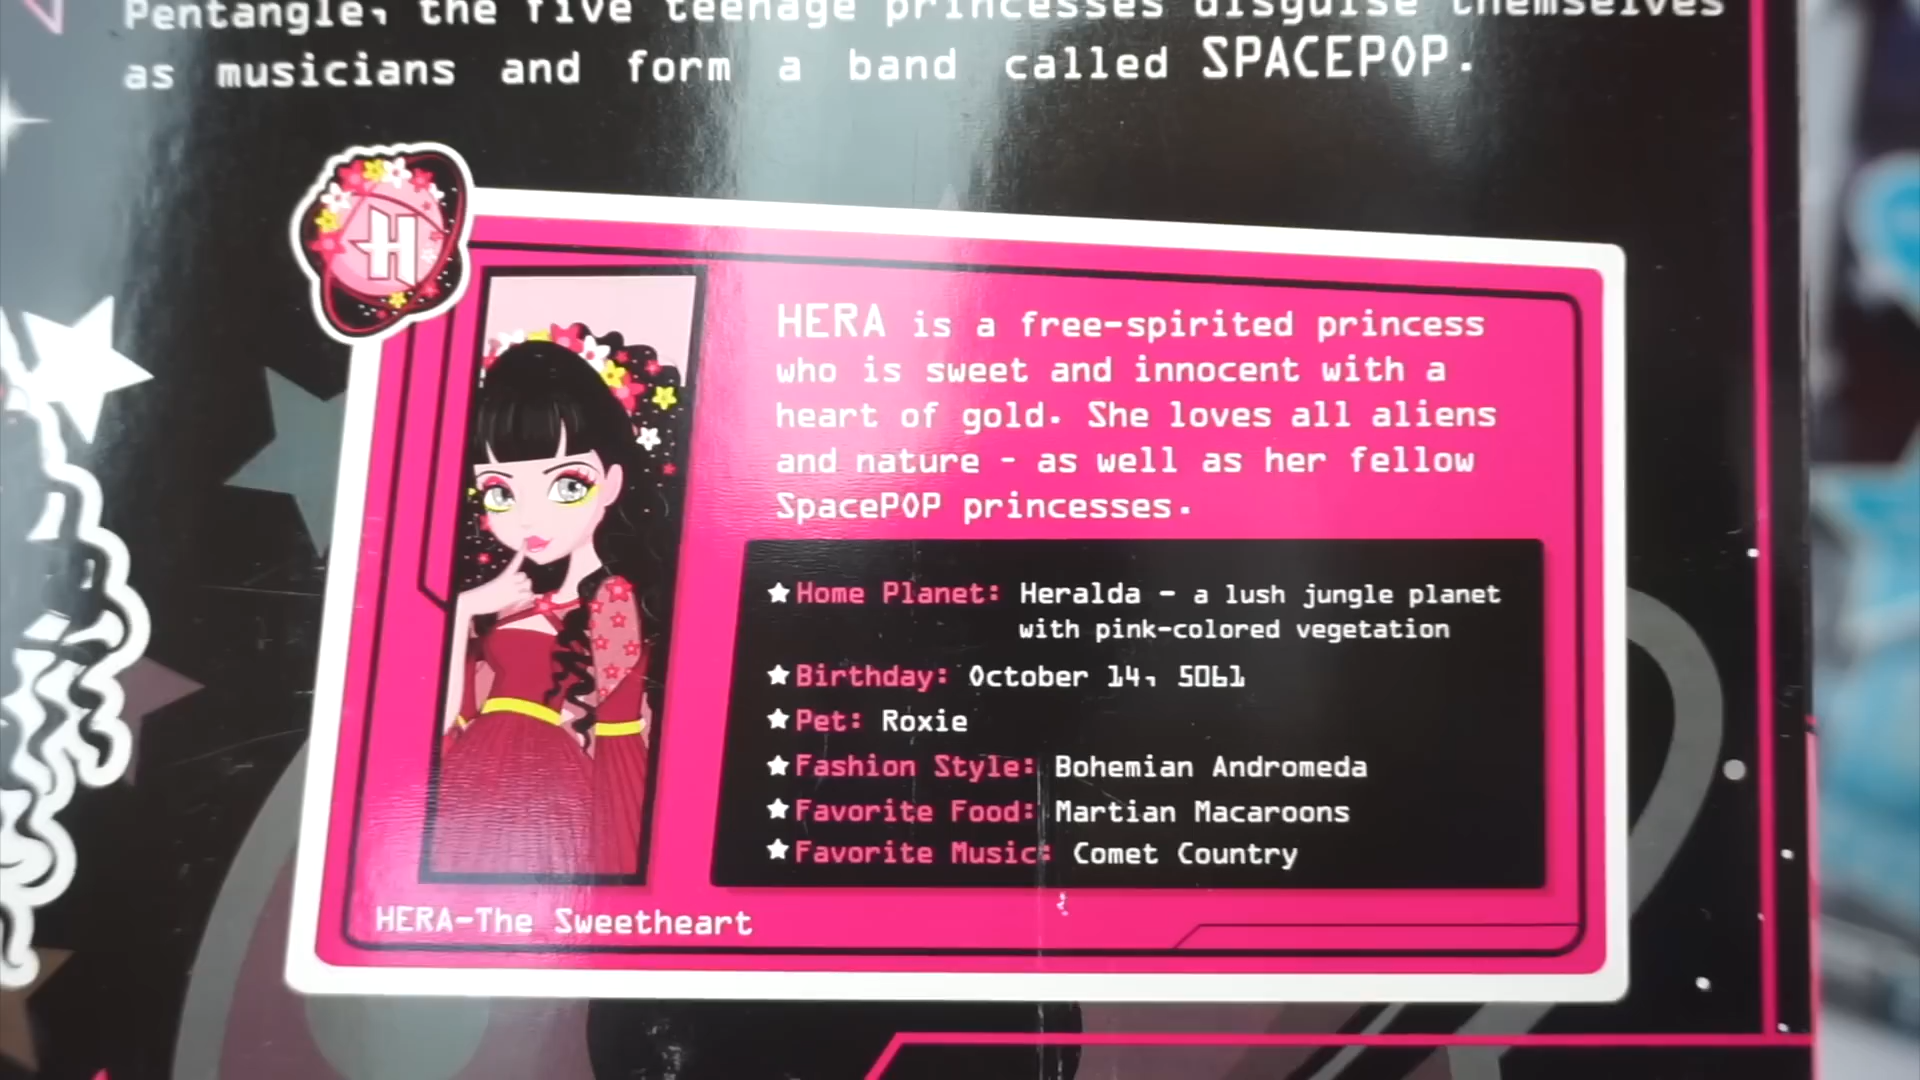 Pentangle, the five teenage princesses disguise themselves
as musicians and form a band called SPACEPOP.
H
HERA is a free-spirited princess
who is sweet and innocent with a
heart of gold. She loves all aliens
and nature - as well as her fellow
SpacePOP princesses.
Home Planet: Heralda - a lush jungle planet
with pink-colored vegetation
Birthday: October 14, 5061
Pet: Roxie
Fashion Style: Bohemian Andromeda
Favorite Food: Martian Macaroons
Favorite Music: Comet Country
HERA-The Sweetheart